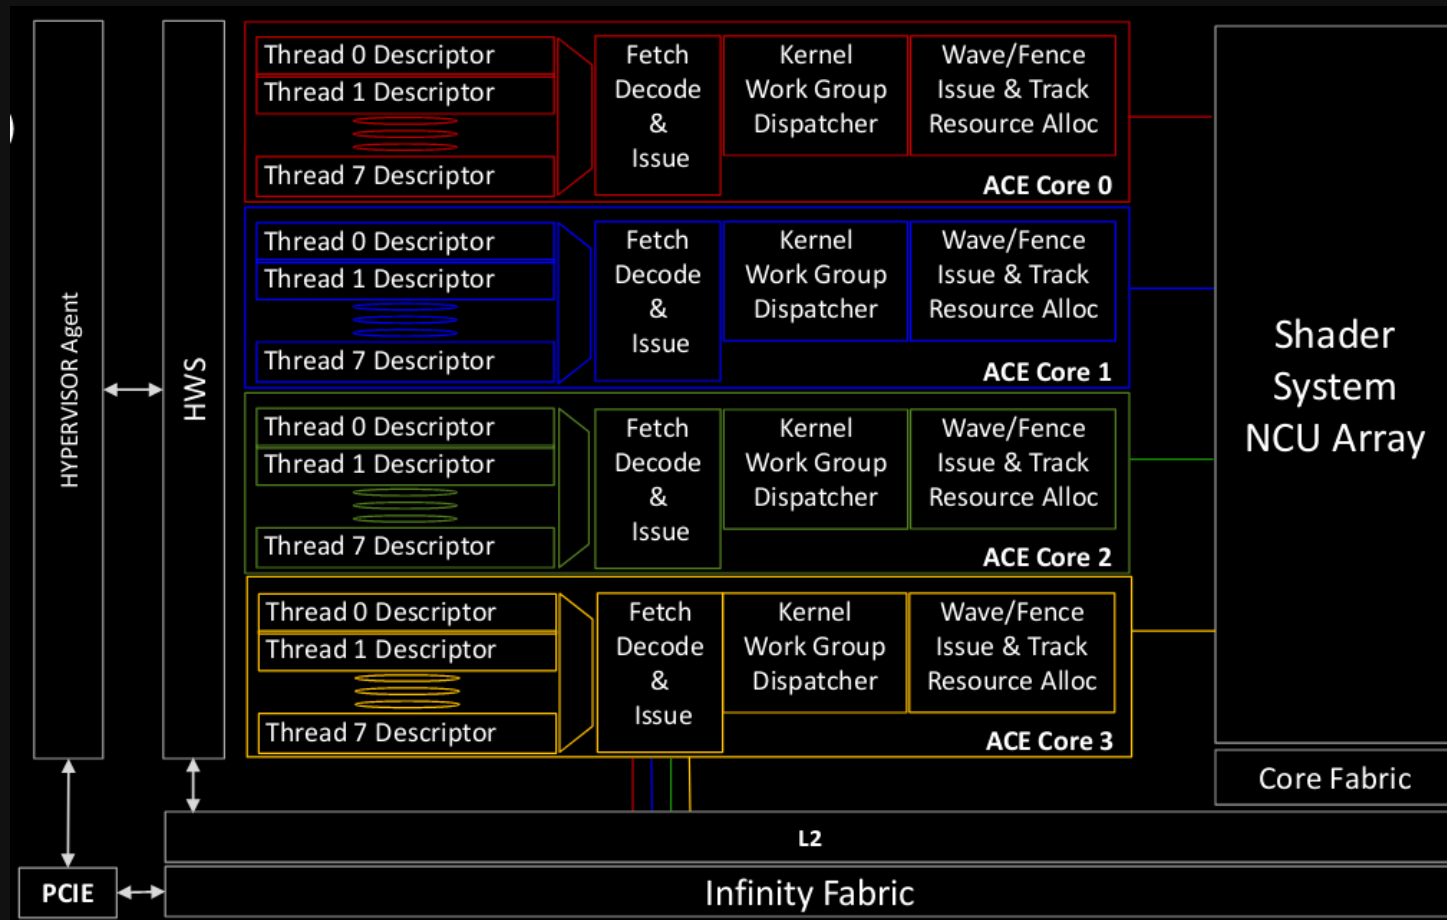 HYPERVISOR Agent
HWS
Thread 0 Descriptor
Thread 1 Descriptor
Thread 7 Descriptor
Fetch
Decode
&
Issue
Kernel
Work Group
Dispatcher
Wave/Fence
Issue & Track
Resource Alloc
ACE Core 0
Thread 0 Descriptor
Thread 1 Descriptor
Thread 7 Descriptor
Fetch
Decode
&
Issue
Kernel
Work Group
Dispatcher
Wave/Fence
Issue & Track
Resource Alloc
ACE Core 1
Thread 0 Descriptor
Thread 1 Descriptor
Thread 7 Descriptor
Fetch
Decode
&
Issue
Kernel
Work Group
Dispatcher
Wave/Fence
Issue & Track
Resource Alloc
ACE Core 2
Thread 0 Descriptor
Thread 1 Descriptor
Thread 7 Descriptor
Fetch
Decode
&
Issue
Kernel
Work Group
Dispatcher
Wave/Fence
Issue & Track
Resource Alloc
ACE Core 3
Shader
System
NCU Array
Core Fabric
L2
PCIE
Infinity Fabric